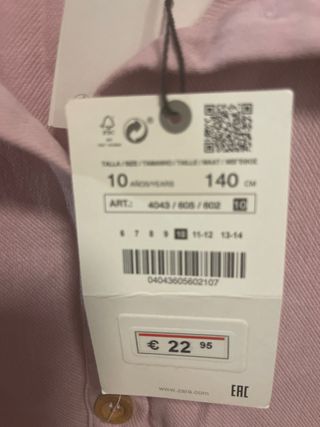 FSC
TALLA / SIZE / TAMANHO / TAILLE / MAAT /
10 AÑOS/YEARS 140 CM
ART.: 4043 / 605 / 602 10
6 7 8 9 10 11-12 13-14
04043605602107
€ 22 95
www.zara.com EAC